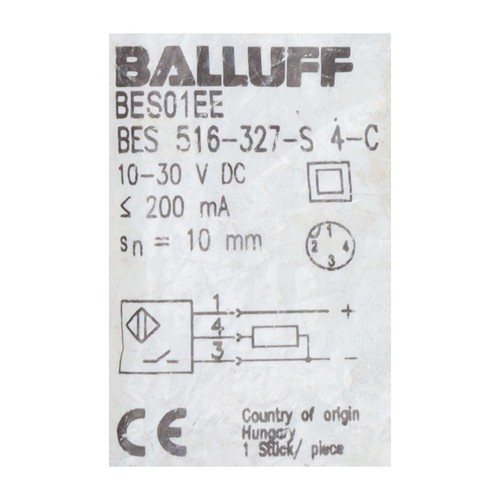 BALLUFF
BES01EE
BES 516-327-S 4-C
10-30 V DC
≤ 200 mA
sn = 10 mm
1
2 4
3
1 +
4
3 -
CE
Country of origin
Hungary
1 Stück/ piece